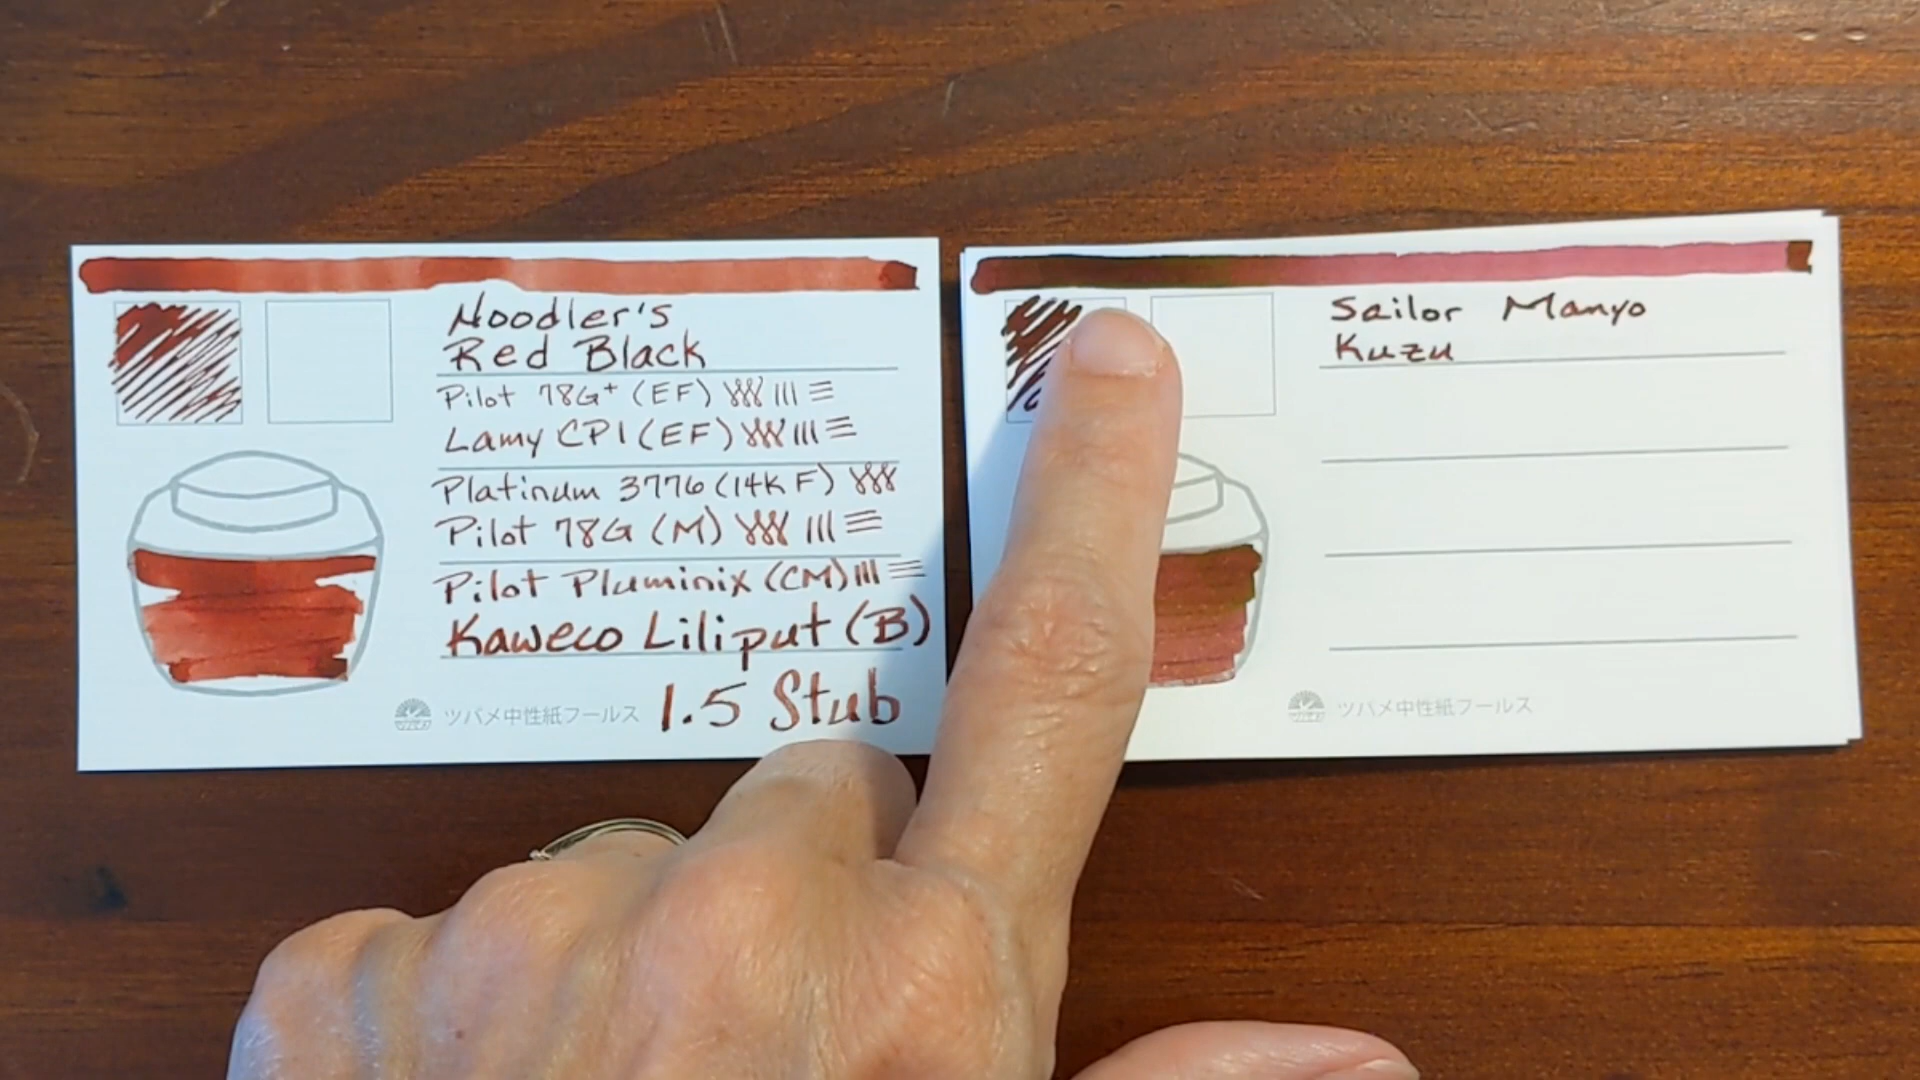 Noodler's
Red Black
Pilot 78G+ (EF)
Lamy CP1 (EF)
Platinum 3776 (14K F)
Pilot 78G (M)
Pilot Pluminix (CM)
Kaweco Liliput (B)
1.5 Stub
ツバメ中性紙フールス
Sailor Manyo
Kuzu
ツバメ中性紙フールス